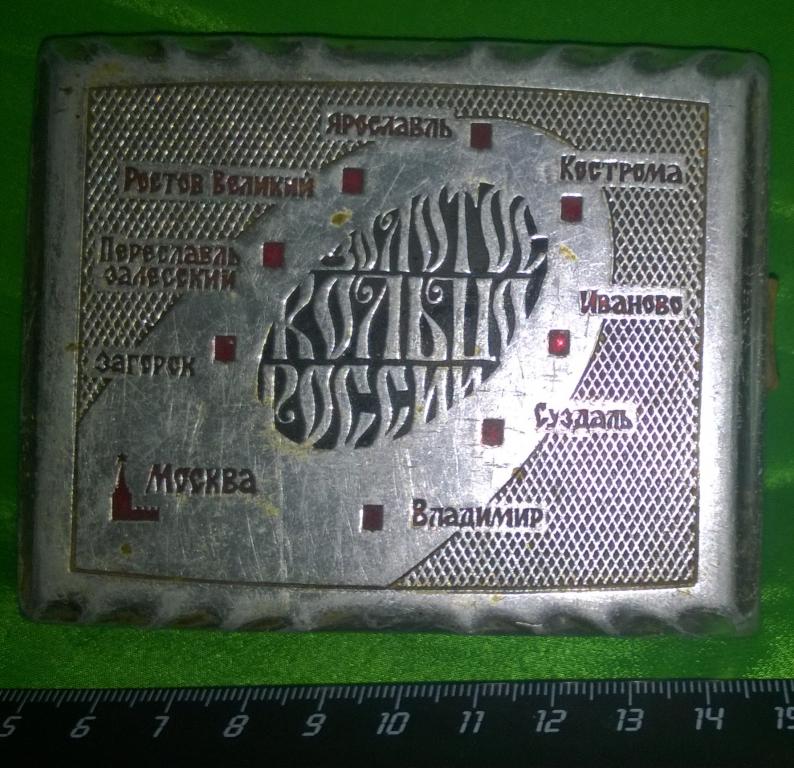 Ярославль
Кострома
Ростов Великий
Переславль
Залесский
Золотое
Кольцо
России
Иваново
Загорск
Суздаль
Москва
Владимир
5 6 7 8 9 10 11 12 13 14 15